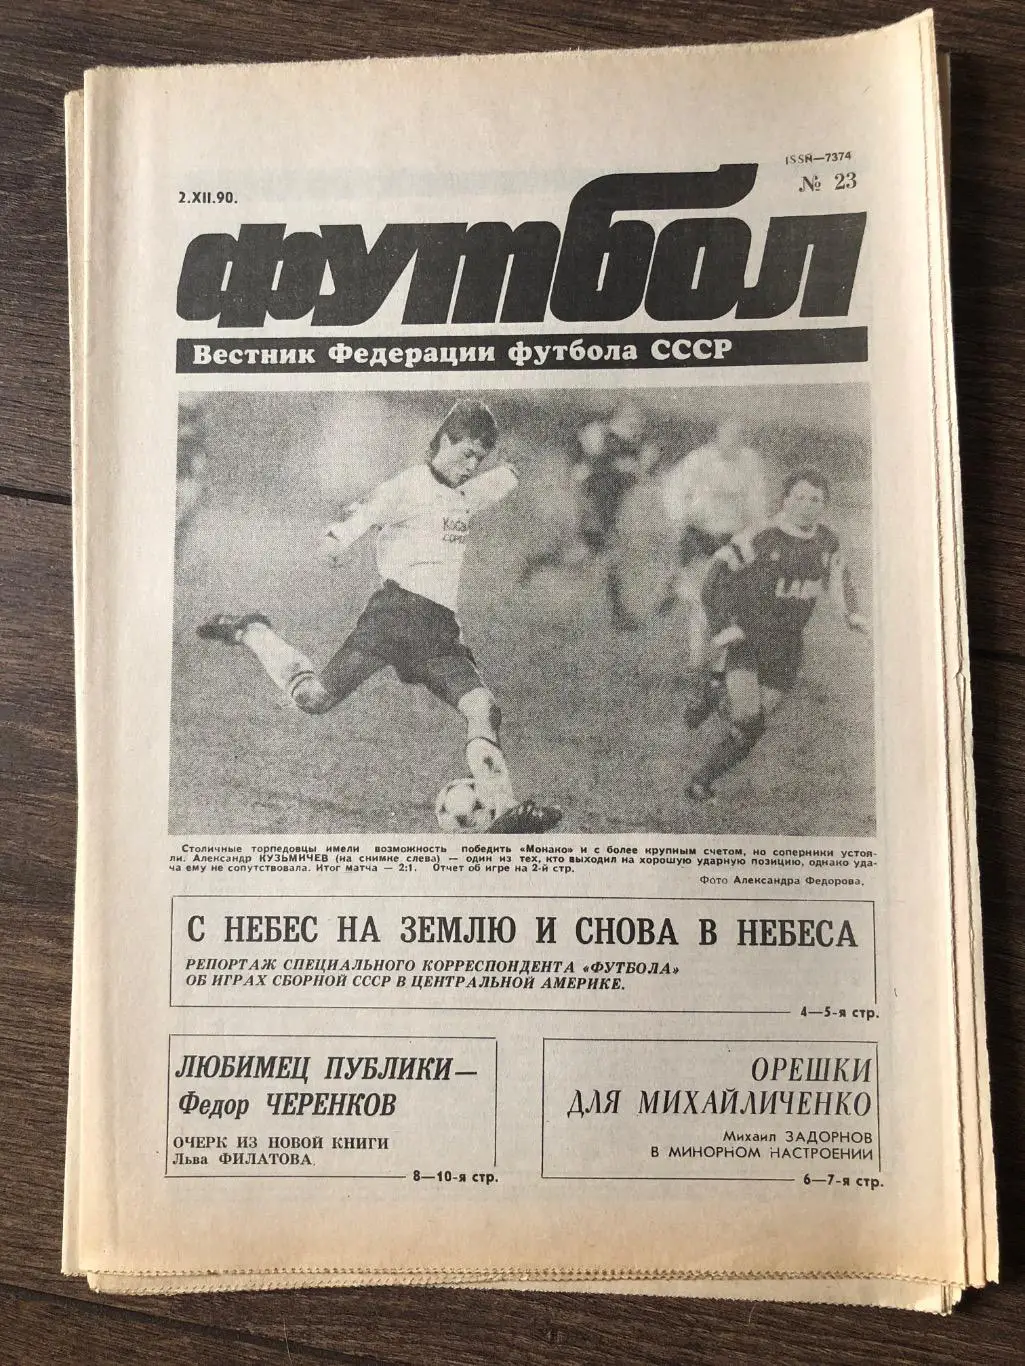 ISSN—7374
2.XII.90.
№ 23
футбол
Вестник Федерации футбола СССР
Столичные торпедовцы имели возможность победить «Монако» и с более крупным счетом, но соперники устоя-
ли. Александр КУЗЬМИЧЕВ (на снимке слева) — один из тех, кто выходил на хорошую ударную позицию, однако уда-
ча ему не сопутствовала. Итог матча — 2:1. Отчет об игре на 2-й стр.
Фото Александра Федорова.
С НЕБЕС НА ЗЕМЛЮ И СНОВА В НЕБЕСА
РЕПОРТАЖ СПЕЦИАЛЬНОГО КОРРЕСПОНДЕНТА «ФУТБОЛА»
ОБ ИГРАХ СБОРНОЙ СССР В ЦЕНТРАЛЬНОЙ АМЕРИКЕ.
4—5-я стр.
ЛЮБИМЕЦ ПУБЛИКИ—
Федор ЧЕРЕНКОВ
ОЧЕРК ИЗ НОВОЙ КНИГИ
Льва ФИЛАТОВА.
8—10-я стр.
ОРЕШКИ
ДЛЯ МИХАЙЛИЧЕНКО
Михаил ЗАДОРНОВ
В МИНОРНОМ НАСТРОЕНИИ
6—7-я стр.